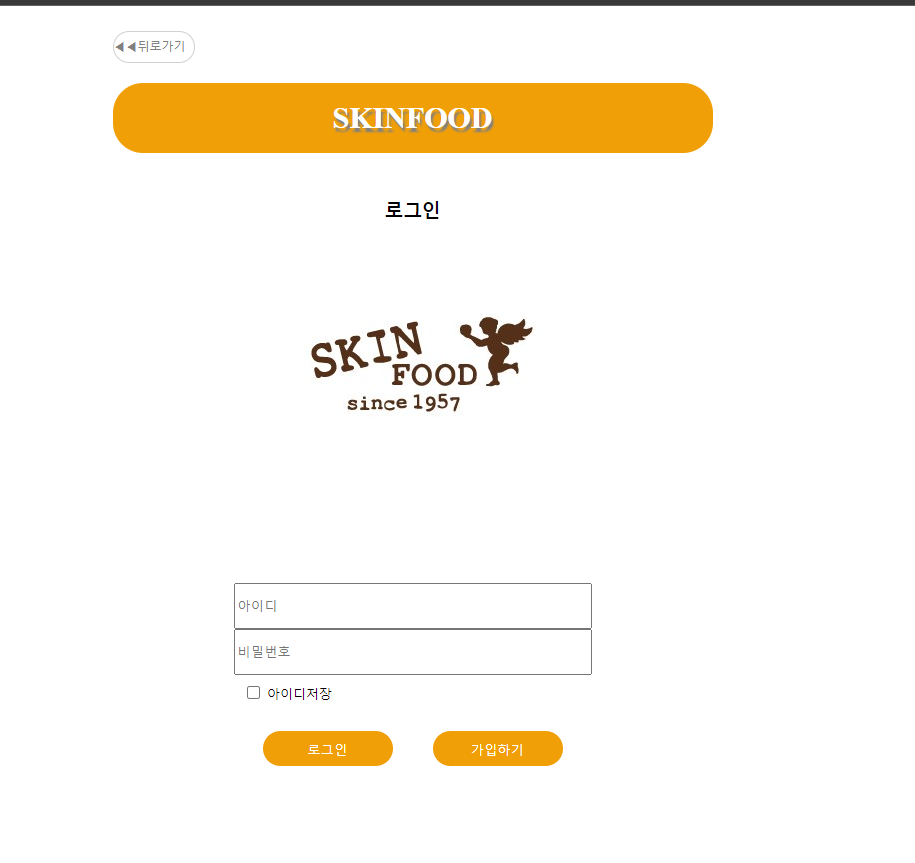 ◀◀뒤로가기
SKINFOOD
로그인
SKIN
FOOD
since 1957
아이디
비밀번호
아이디저장
로그인 가입하기